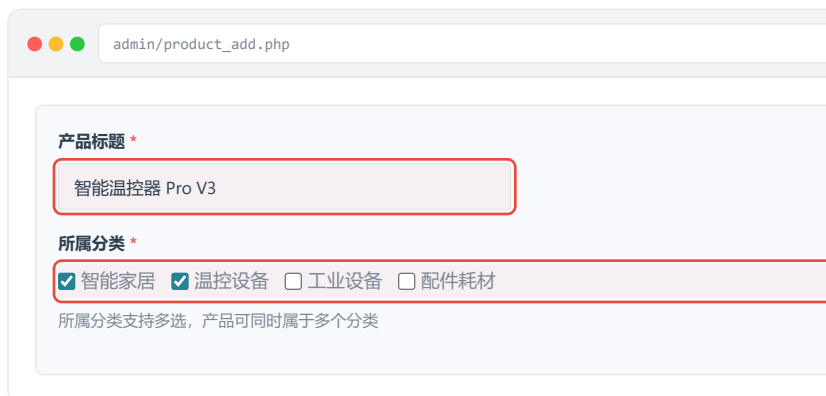 admin/product_add.php
产品标题 *
智能温控器 Pro V3
所属分类 *
智能家居 温控设备 工业设备 配件耗材
所属分类支持多选，产品可同时属于多个分类